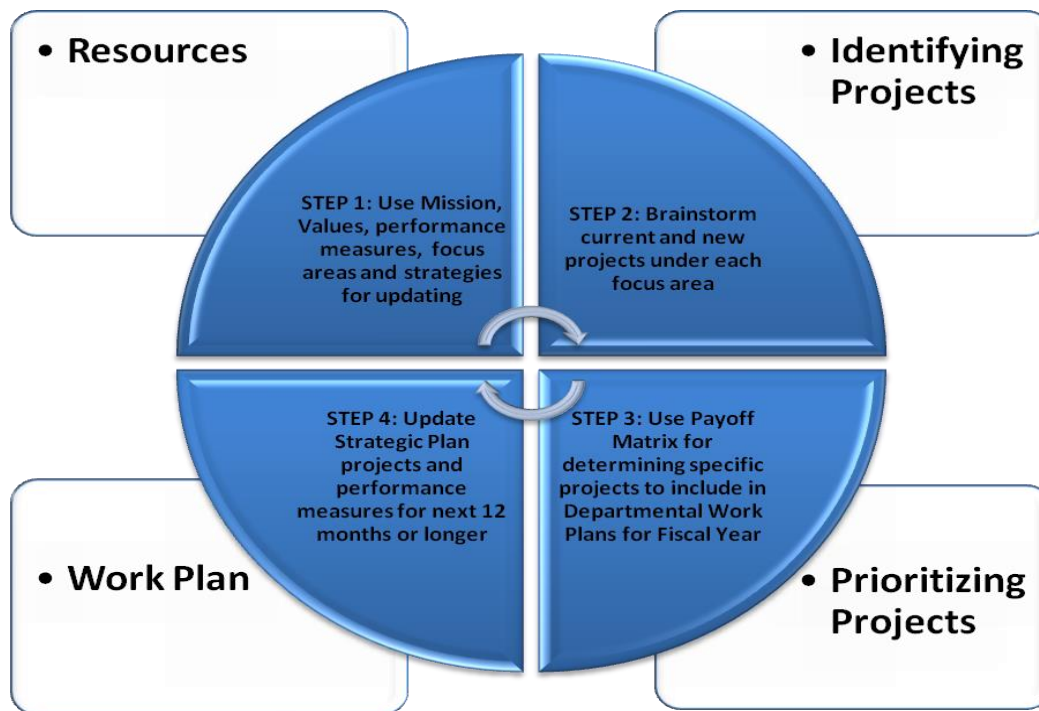 • Resources
• Identifying
Projects
STEP 1: Use Mission,
Values, performance
measures, focus
areas and strategies
for updating
STEP 2: Brainstorm
current and new
projects under each
focus area
STEP 4: Update
Strategic Plan
projects and
performance
measures for next 12
months or longer
STEP 3: Use Payoff
Matrix for
determining specific
projects to include in
Departmental Work
Plans for Fiscal Year
• Work Plan
• Prioritizing
Projects